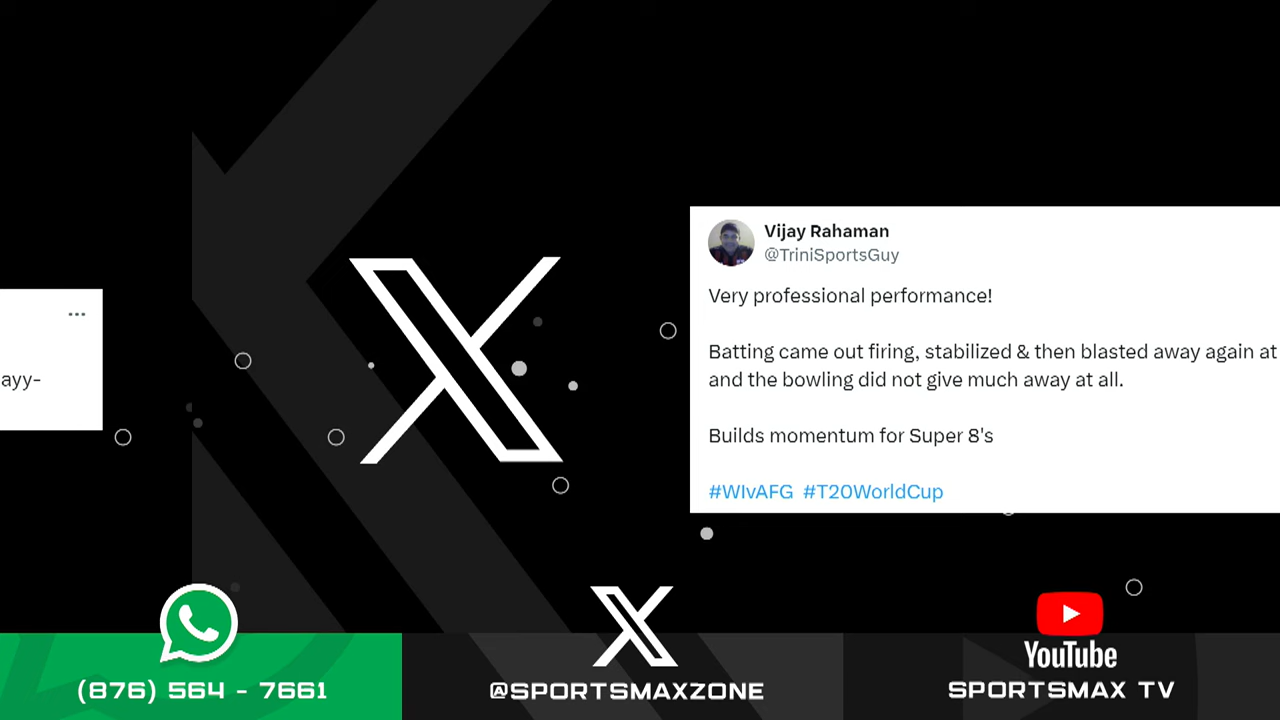 ...
ayy-
Vijay Rahaman
@TriniSportsGuy
Very professional performance!
Batting came out firing, stabilized & then blasted away again at
and the bowling did not give much away at all.
Builds momentum for Super 8's
#WIvAFG #T20WorldCup
(876) 564 - 7661
@SPORTSMAXZONE
YouTube
SPORTSMAX TV